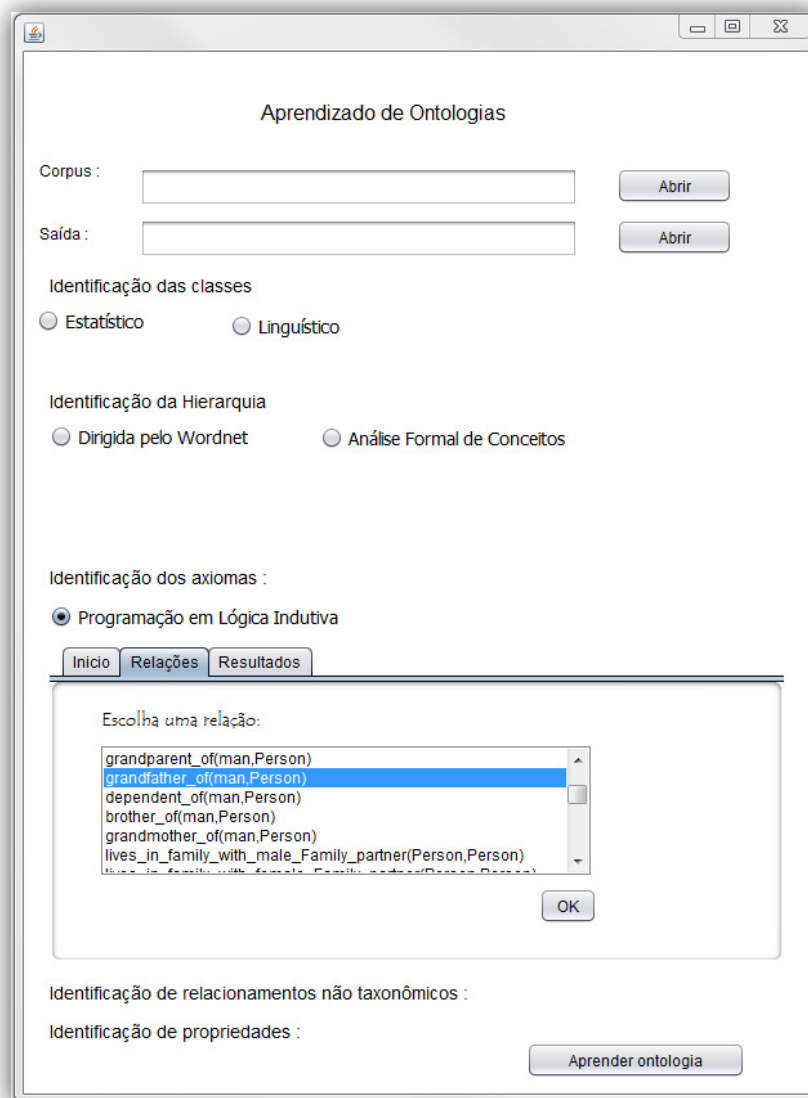 Aprendizado de Ontologias
Corpus :
Abrir
Saída :
Abrir
Identificação das classes
Estatístico Linguístico
Identificação da Hierarquia
Dirigida pelo Wordnet Análise Formal de Conceitos
Identificação dos axiomas :
Programação em Lógica Indutiva
Inicio Relações Resultados
Escolha uma relação:
grandparent_of(man,Person)
grandfather_of(man,Person)
dependent_of(man,Person)
brother_of(man,Person)
grandmother_of(man,Person)
lives_in_family_with_male_Family_partner(Person,Person)
OK
Identificação de relacionamentos não taxonômicos :
Identificação de propriedades :
Aprender ontologia